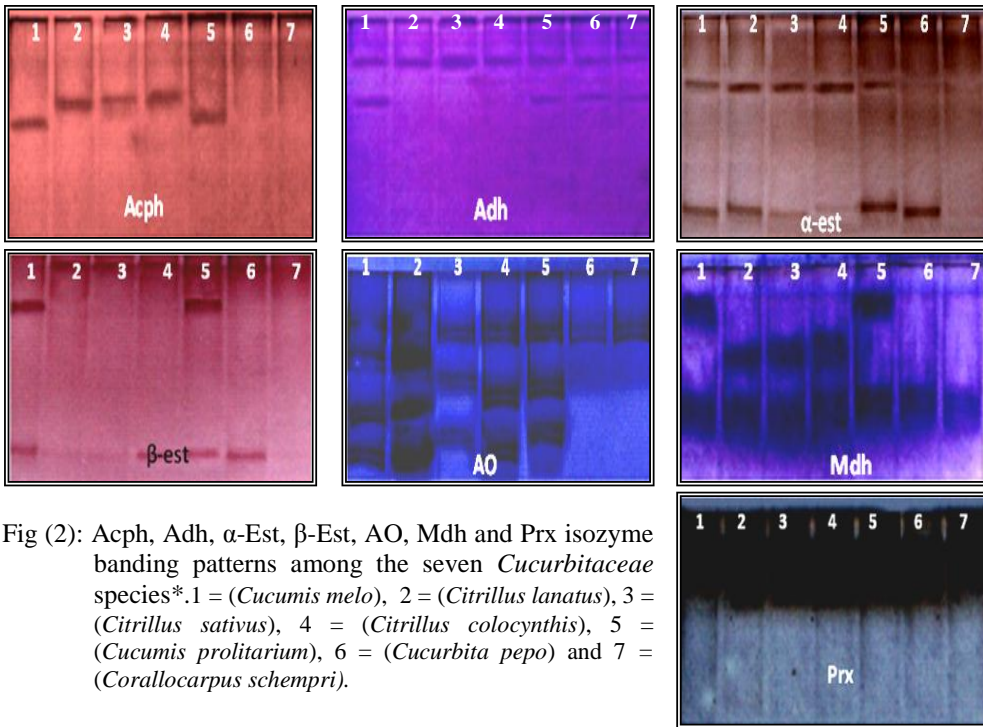 1 2 3 4 5 6 7
Acph
1 2 3 4 5 6 7
Adh
1 2 3 4 5 6 7
α-est
1 2 3 4 5 6 7
β-est
1 2 3 4 5 6 7
AO
1 2 3 4 5 6 7
Mdh
1 2 3 4 5 6 7
Prx
Fig (2): Acph, Adh, α-Est, β-Est, AO, Mdh and Prx isozyme
banding patterns among the seven Cucurbitaceae
species*.1 = (Cucumis melo), 2 = (Citrillus lanatus), 3 =
(Citrillus sativus), 4 = (Citrillus colocynthis), 5 =
(Cucumis prolitarium), 6 = (Cucurbita pepo) and 7 =
(Corallocarpus schempri).